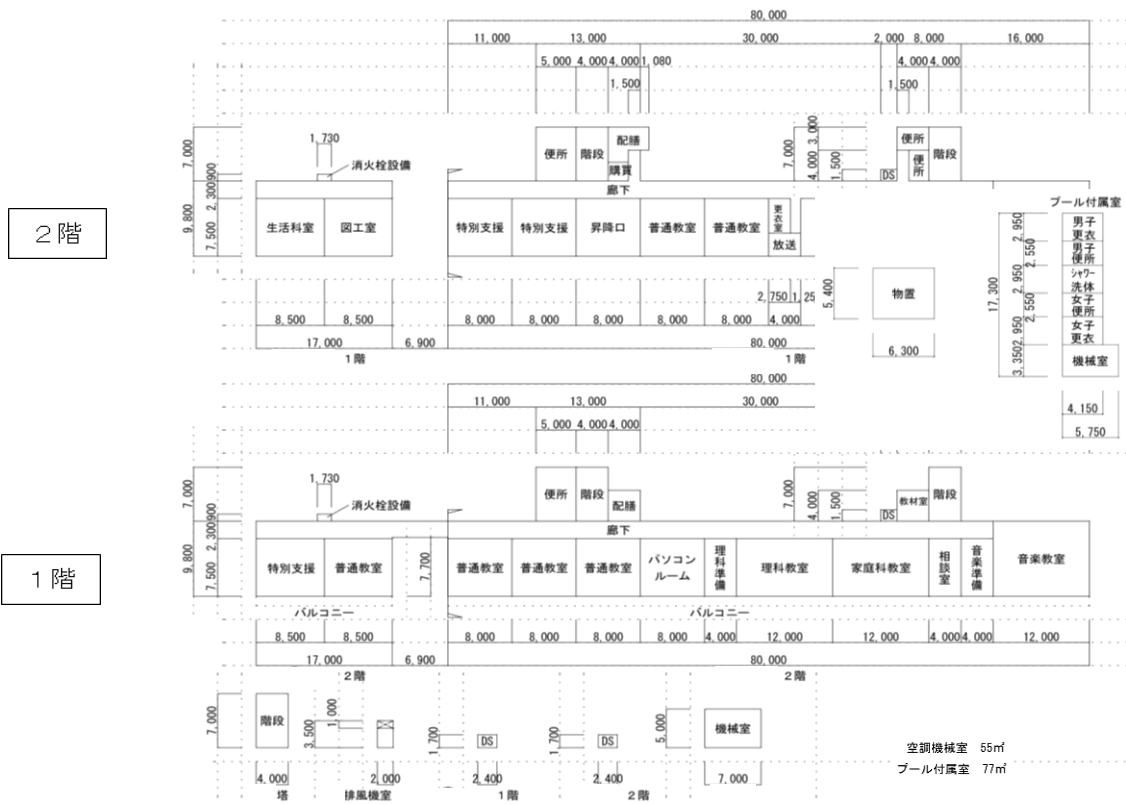 80,000
11,000 13,000 30,000 2,000 8,000 16,000
5,000 4,000 4,000 1,080 4,000 4,000
1,500 1,500
7,000 1,730 便所 階段 配膳 7,000 3,000 便所 階段
消火栓設備 購買 4,000 1,500 DS 便所
900 廊下
9,800 2,300 7,500 生活科室 図工室 特別支援 特別支援 昇降口 普通教室 普通教室 更衣室 放送
2階
プール付属室
2,950 男子更衣
2,550 男子便所
17,300 2,950 シャワー洗体
2,550 女子便所
2,950 女子更衣
3,350 機械室
5,400 物置
6,300
4,150
5,750
2,750 1,25
8,500 8,500 8,000 8,000 8,000 8,000 8,000 4,000
17,000 6,900 80,000
1階 1階
80,000
11,000 13,000 30,000
5,000 4,000 4,000
7,000 1,730 便所 階段 配膳 7,000 4,000 1,500 DS 教材室 階段
消火栓設備
900 廊下
9,800 2,300 7,500 特別支援 普通教室 7,700 普通教室 普通教室 普通教室 パソコンルーム 理科準備 理科教室 家庭科教室 相談室 音楽準備 音楽教室
1階
バルコニー バルコニー
8,500 8,500 8,000 8,000 8,000 8,000 4,000 12,000 12,000 4,000 4,000 12,000
17,000 6,900 80,000
2階 2階
7,000 階段 3,500 1,000 1,700 DS 1,700 DS 5,000 機械室
4,000 2,000 2,400 2,400 7,000
塔 排風機室 1階 2階
空調機械室 55㎡
プール付属室 77㎡